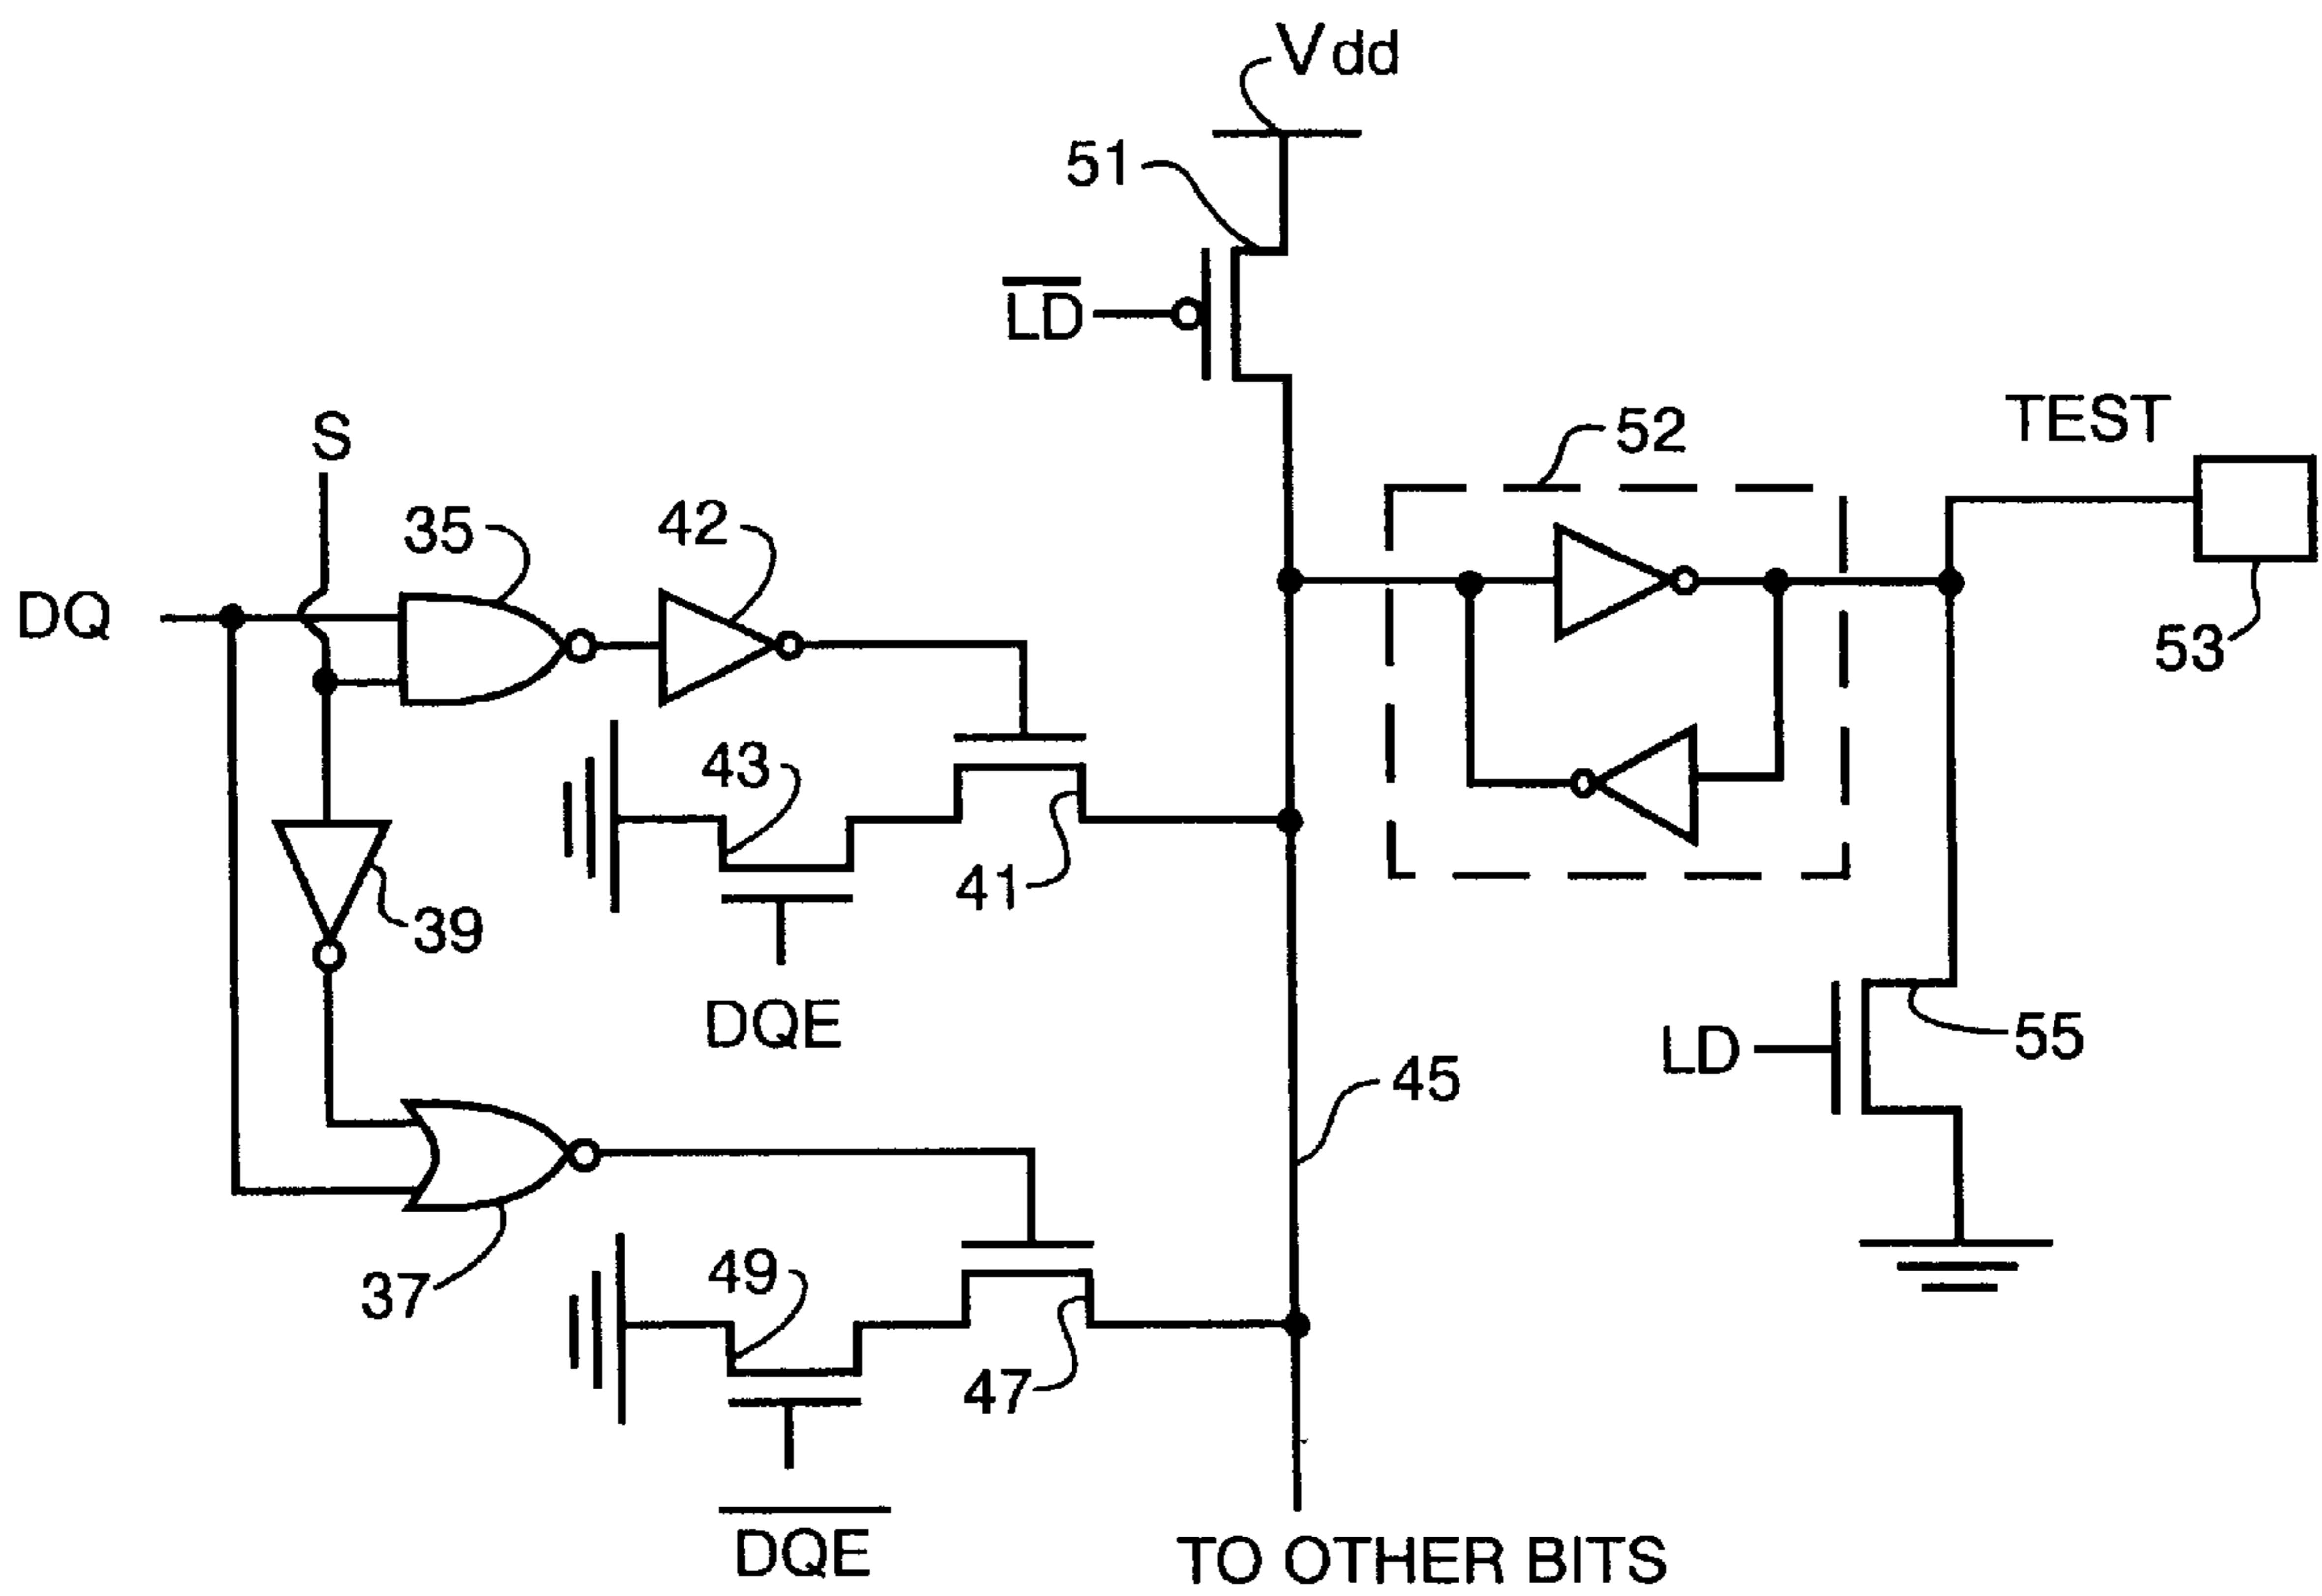 Vdd
51
LD
TEST
S
52
35
42
DQ
53
43
41
39
DQE
LD
55
45
37
49
47
DQE
TO OTHER BITS